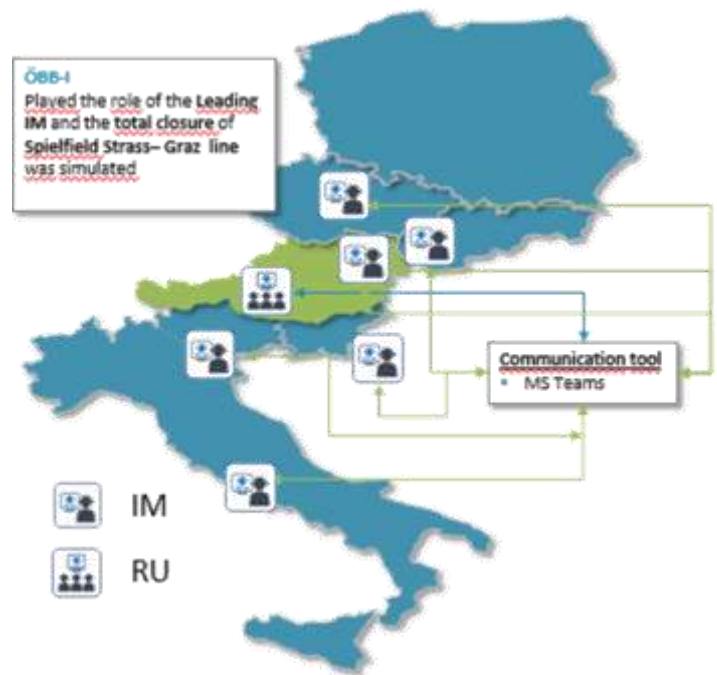 ÖBB-I
Played the role of the Leading
IM and the total closure of
Spielfield Strass– Graz line
was simulated
Communication tool
• MS Teams
IM
RU